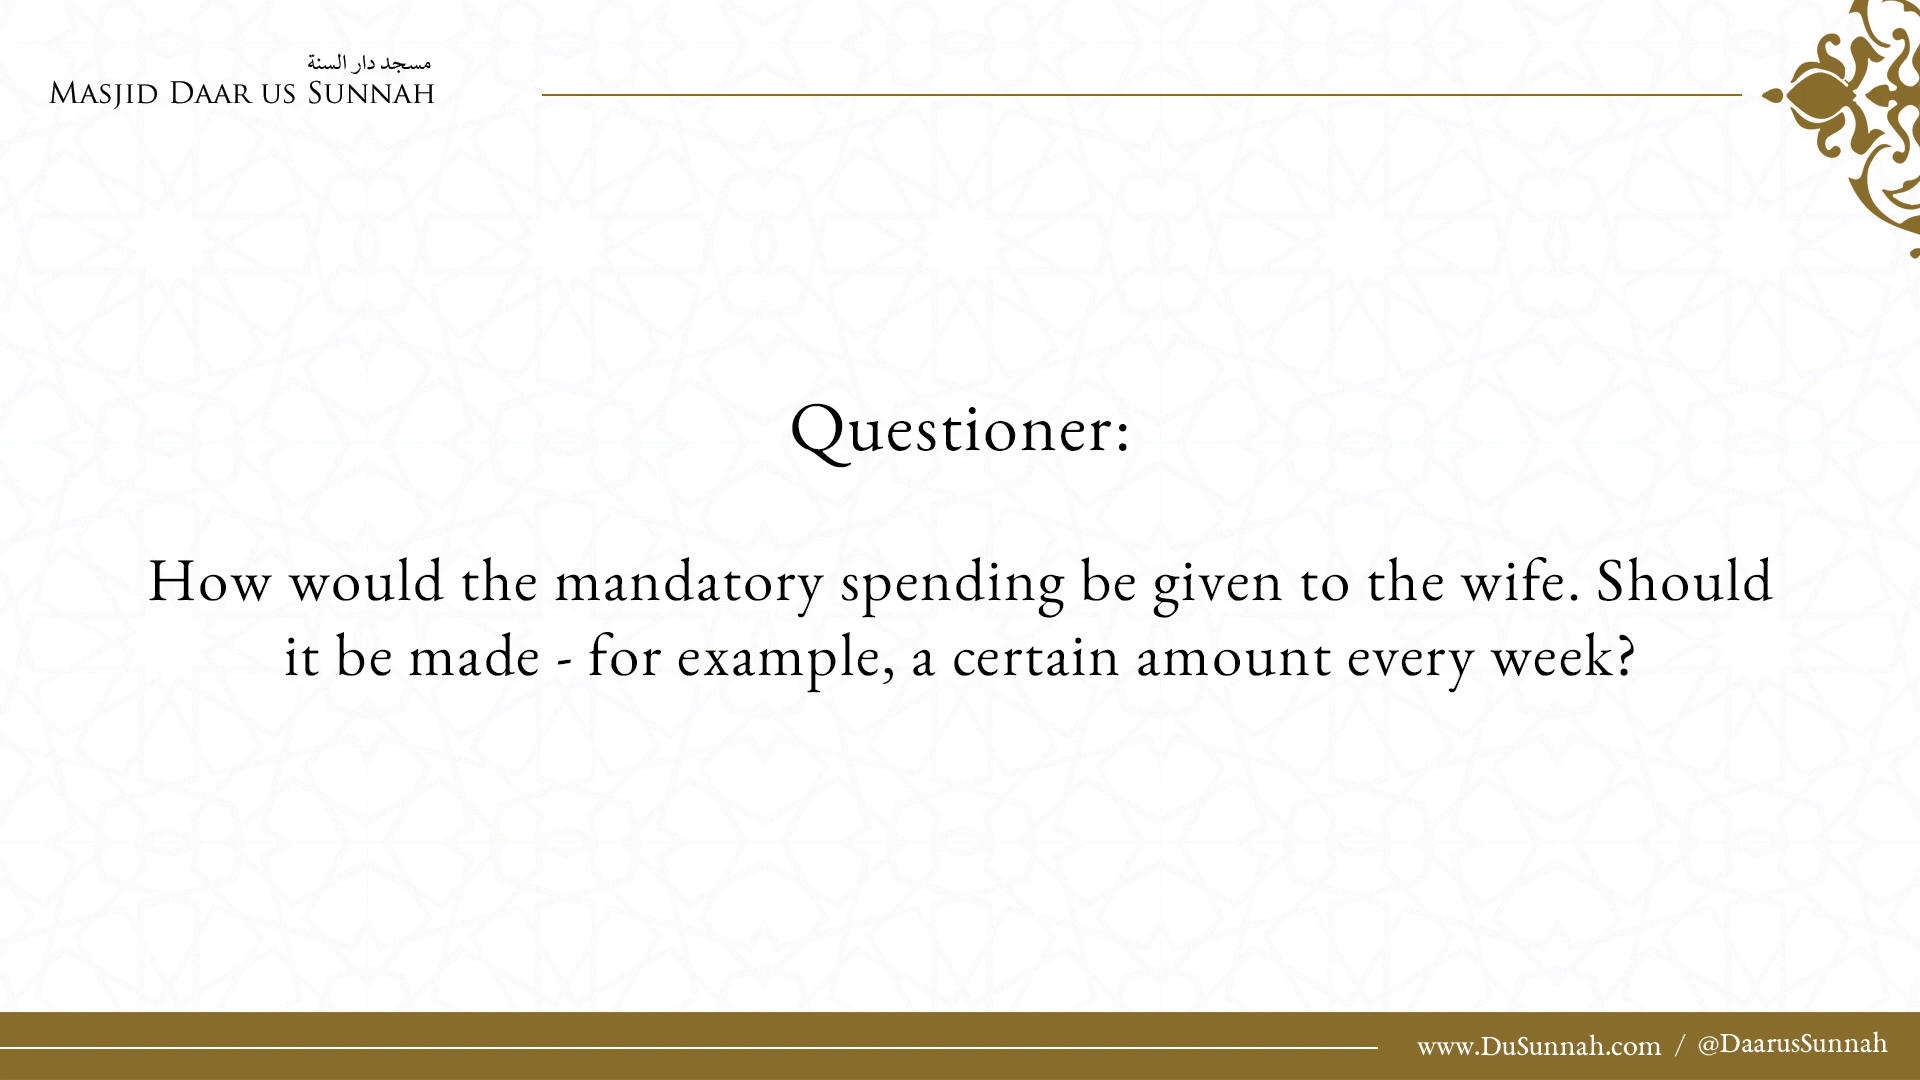 مسجد دار السنة
Masjid Daar us Sunnah
Questioner:
How would the mandatory spending be given to the wife. Should
it be made - for example, a certain amount every week?
www.DuSunnah.com / @DaarusSunnah